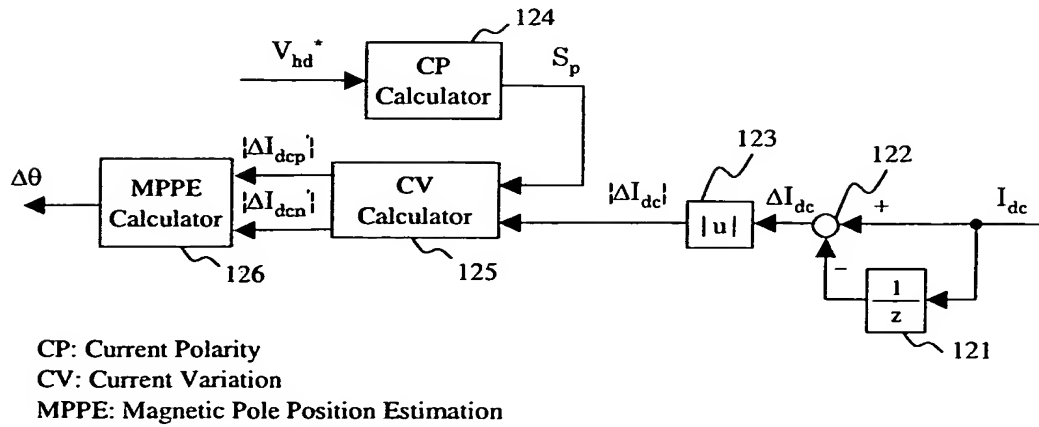 124
V_hd*
CP
Calculator
S_p
|ΔI_dcp'|
|ΔI_dcn'|
Δθ
MPPE
Calculator
CV
Calculator
126
125
|ΔI_dc|
123
|u|
ΔI_dc
122
+
I_dc
−
1
z
121
CP: Current Polarity
CV: Current Variation
MPPE: Magnetic Pole Position Estimation